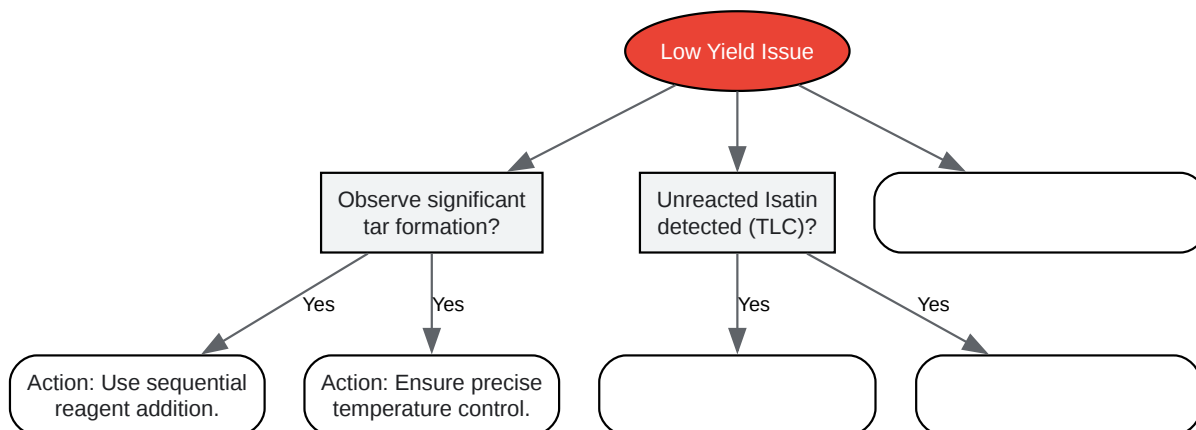 Low Yield Issue
Observe significant
tar formation?
Unreacted Isatin
detected (TLC)?
Yes
Yes
Yes
Yes
Action: Use sequential
reagent addition.
Action: Ensure precise
temperature control.